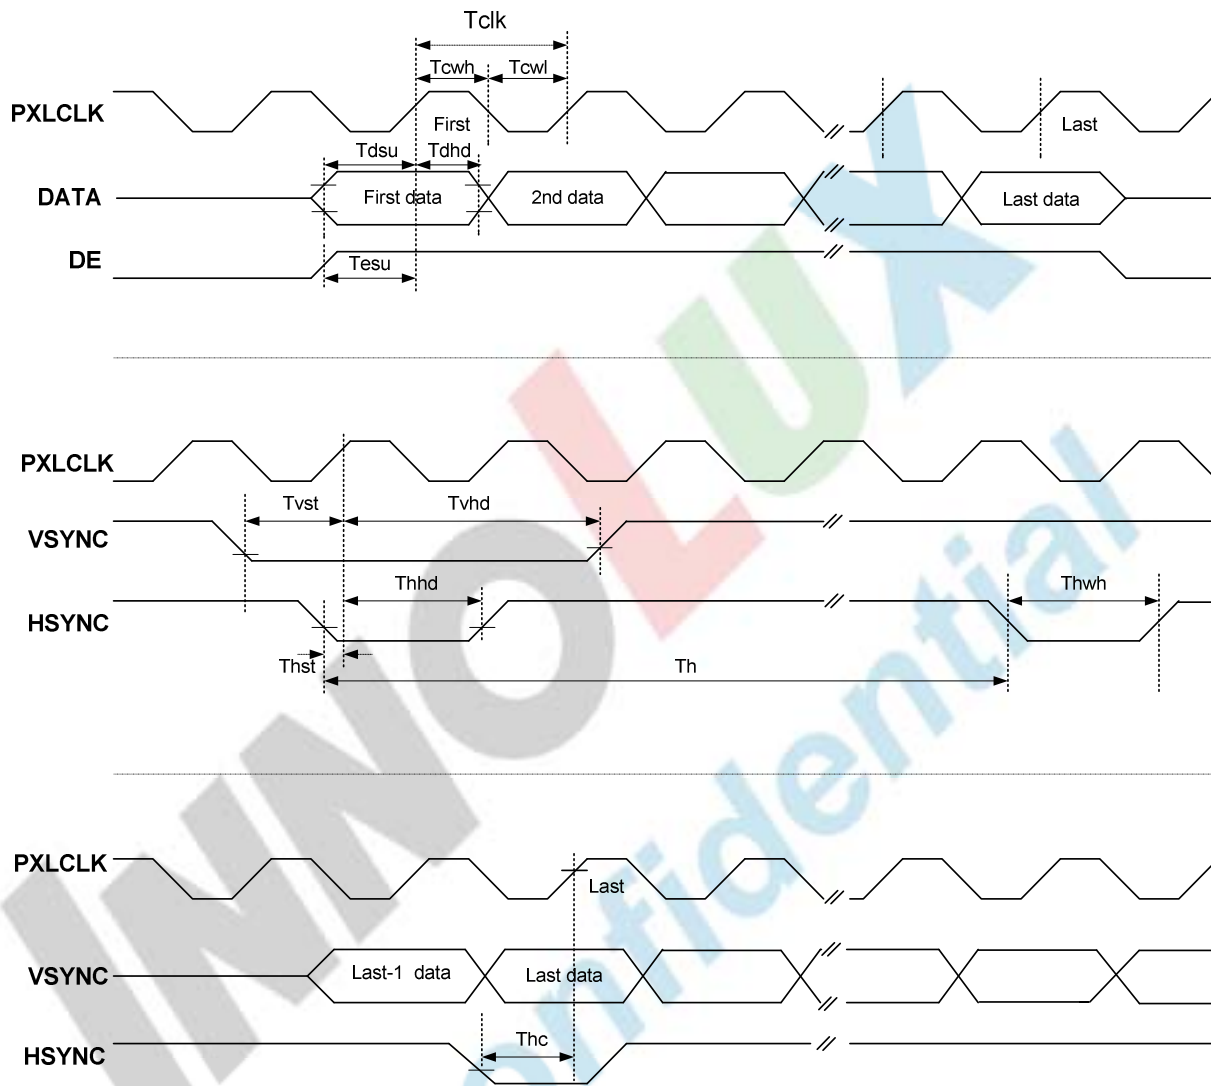 Tclk
Tcwh Tcwl
PXLCLK
First
Last
Tdsu Tdhd
DATA
First data
2nd data
Last data
DE
Tesu
PXLCLK
Tvst
Tvhd
VSYNC
Thhd
Thwh
HSYNC
Thst
Th
PXLCLK
Last
VSYNC
Last-1 data
Last data
Thc
HSYNC
INNOLUX
onfidential